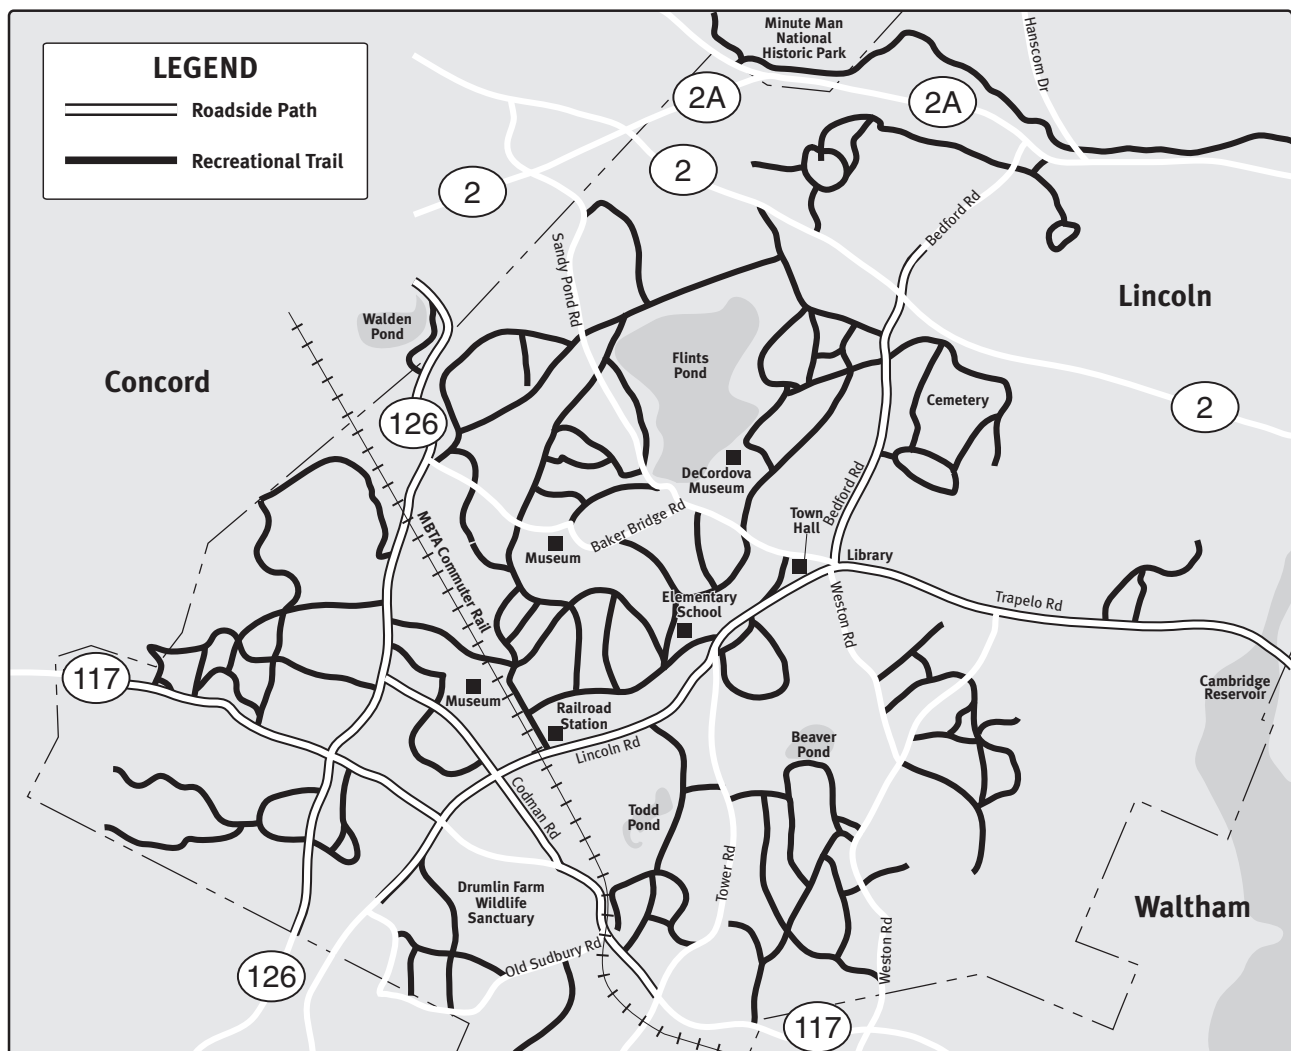 LEGEND
Roadside Path
Recreational Trail
Minute Man
National
Historic Park
Hanscom Dr
2A
2A
2
2
Bedford Rd
Sandy Pond Rd
Lincoln
Walden
Pond
Flints
Pond
Concord
126
Cemetery
2
DeCordova
Museum
Bedford Rd
Town
Hall
MBTA Commuter Rail
Baker Bridge Rd
Museum
Library
Elementary
School
Weston Rd
Trapelo Rd
117
Museum
Cambridge
Reservoir
Railroad
Station
Lincoln Rd
Beaver
Pond
Codman Rd
Todd
Pond
Tower Rd
Drumlin Farm
Wildlife
Sanctuary
Waltham
Old Sudbury Rd
Weston Rd
126
117